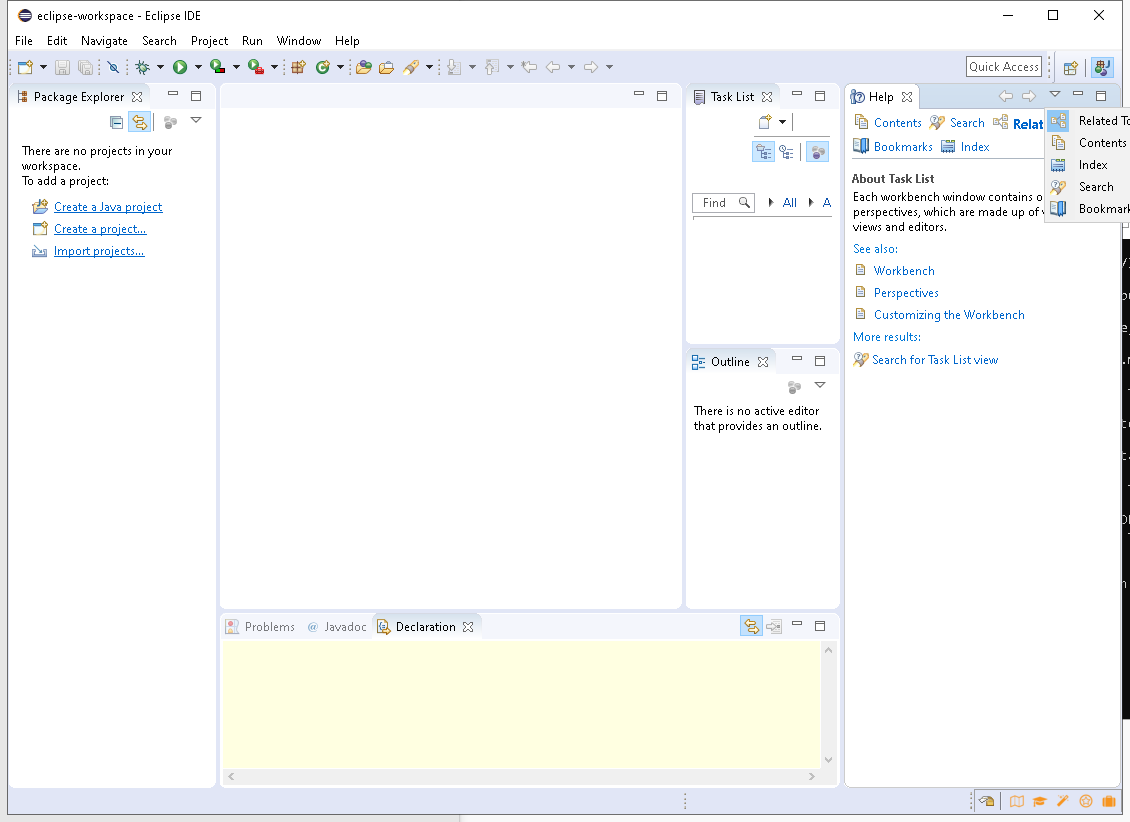 eclipse-workspace - Eclipse IDE
File Edit Navigate Search Project Run Window Help
Quick Access
Package Explorer
There are no projects in your
workspace.
To add a project:
Create a Java project
Create a project...
Import projects...
Task List
Find All A
Outline
There is no active editor
that provides an outline.
Help
Contents Search Relat
Bookmarks Index
Related To
Contents
Index
Search
Bookmark
About Task List
Each workbench window contains o
perspectives, which are made up of
views and editors.
See also:
Workbench
Perspectives
Customizing the Workbench
More results:
Search for Task List view
Problems @ Javadoc Declaration